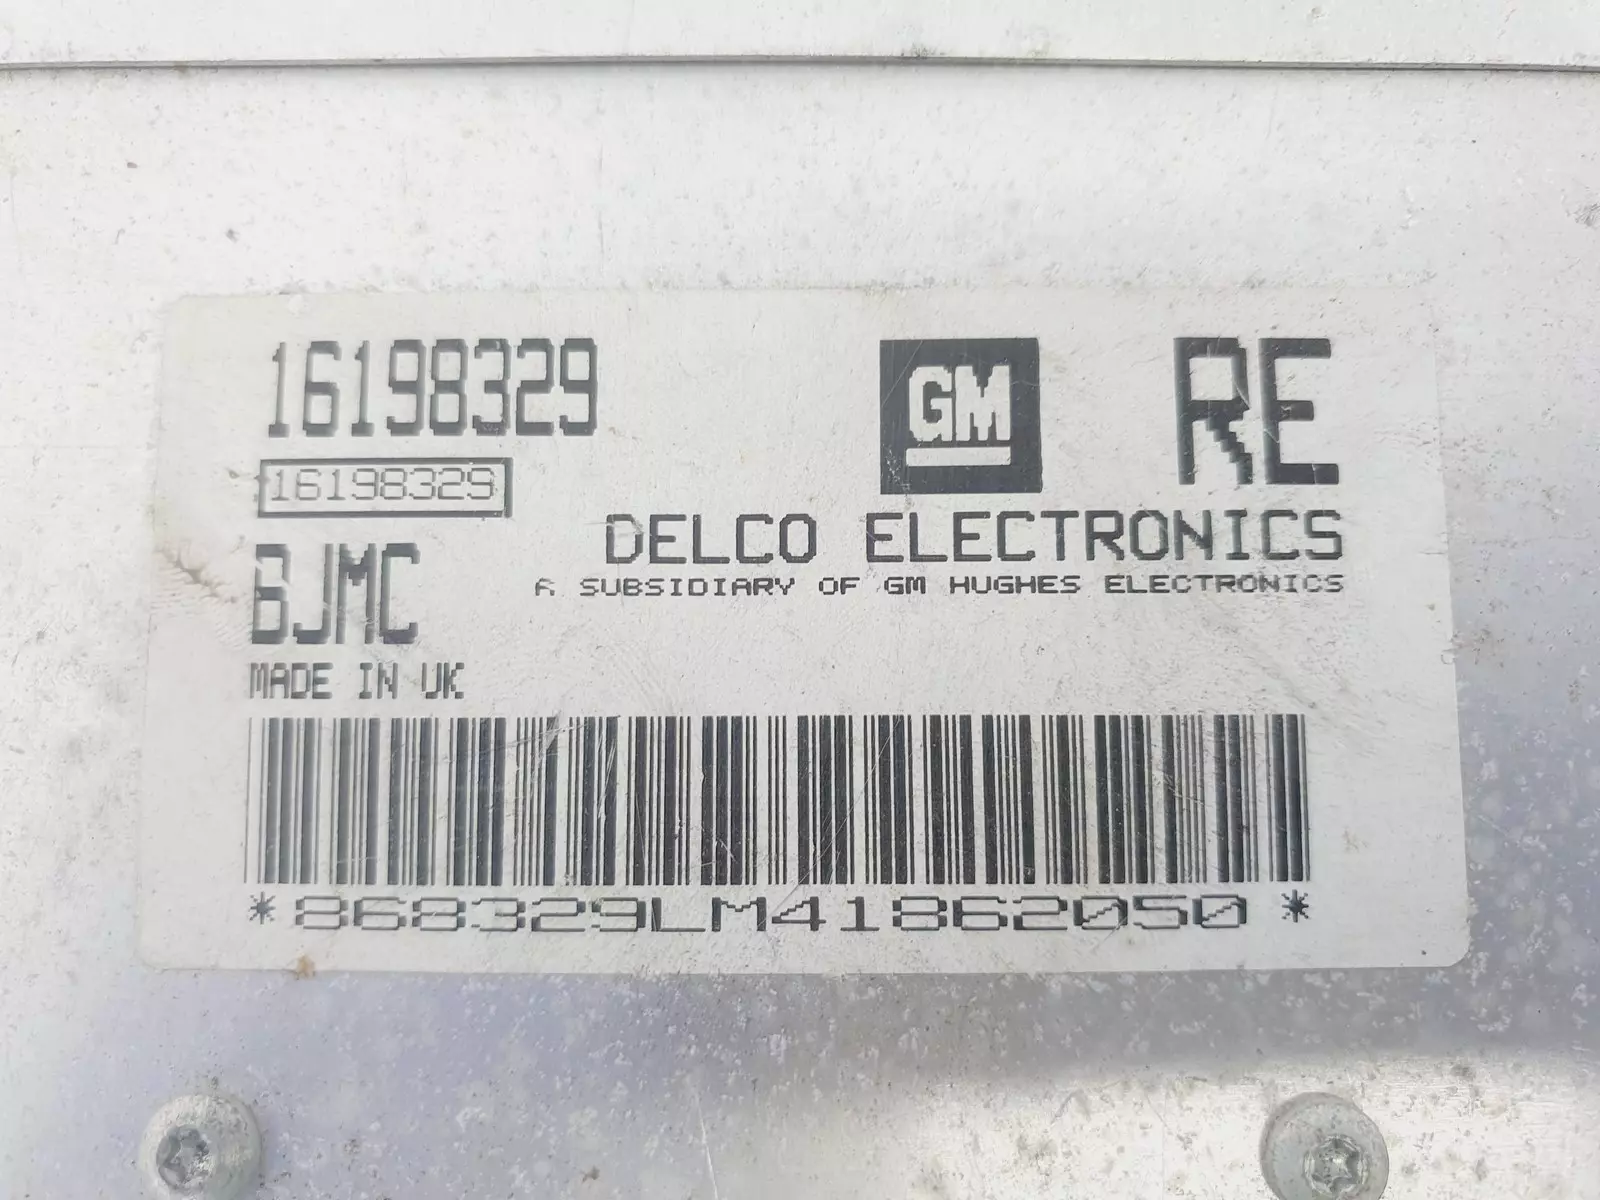 16198329
GM
RE
16198329
DELCO ELECTRONICS
A SUBSIDIARY OF GM HUGHES ELECTRONICS
BJMC
MADE IN UK
*868329LM41862050*